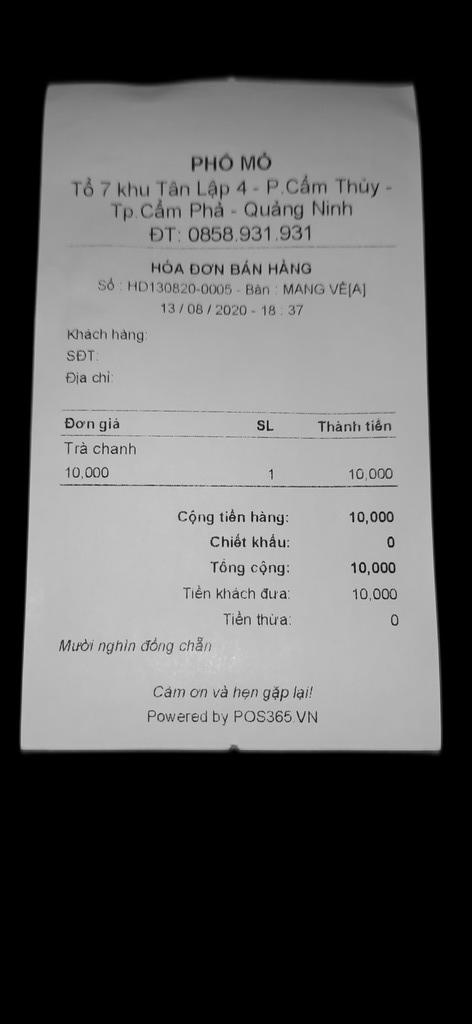 PHỐ MỎ
Tổ 7 khu Tân Lập 4 - P.Cẩm Thủy -
Tp.Cẩm Phả - Quảng Ninh
ĐT: 0858.931.931
HÓA ĐƠN BÁN HÀNG
Số : HD130820-0005 - Bàn : MANG VỀ[A]
13 / 08 / 2020 - 18 : 37
Khách hàng:
SĐT:
Địa chỉ:
Đơn giá SL Thành tiền
Trà chanh
10,000 1 10,000
Cộng tiền hàng: 10,000
Chiết khấu: 0
Tổng cộng: 10,000
Tiền khách đưa: 10,000
Tiền thừa: 0
Mười nghìn đồng chẵn
Cảm ơn và hẹn gặp lại!
Powered by POS365.VN